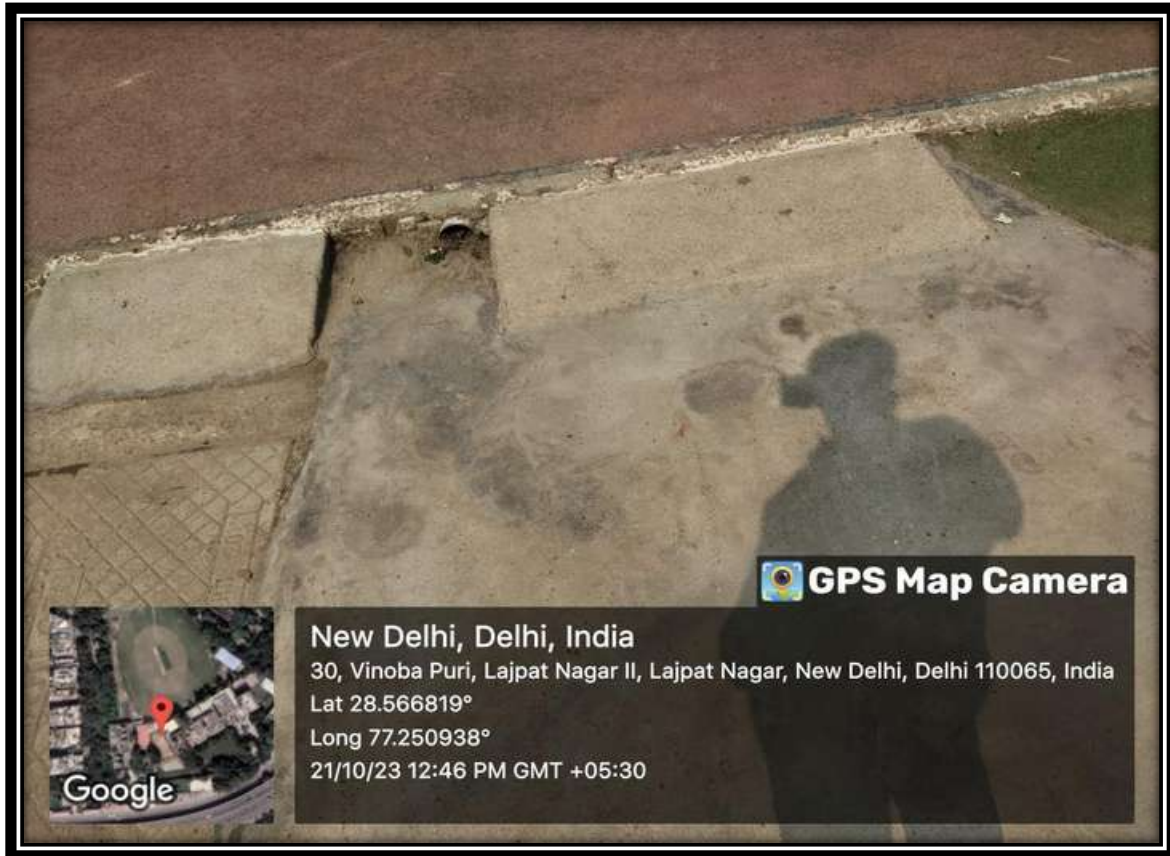 GPS Map Camera
New Delhi, Delhi, India
30, Vinoba Puri, Lajpat Nagar II, Lajpat Nagar, New Delhi, Delhi 110065, India
Lat 28.566819°
Long 77.250938°
21/10/23 12:46 PM GMT +05:30
Google